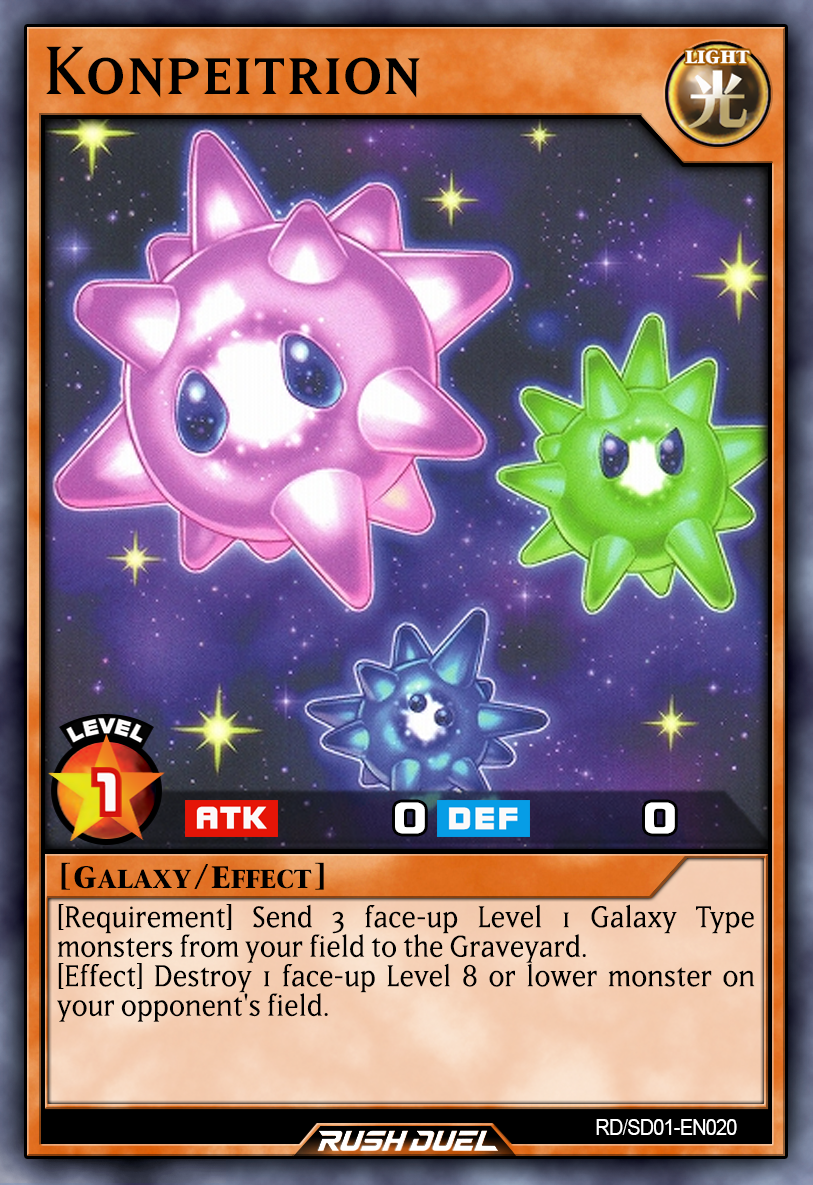 Konpeitrion
LIGHT
光
LEVEL
1
ATK 0 DEF 0
[Galaxy/Effect]
[Requirement] Send 3 face-up Level 1 Galaxy Type
monsters from your field to the Graveyard.
[Effect] Destroy 1 face-up Level 8 or lower monster on
your opponent's field.
RD/SD01-EN020
RUSH DUEL